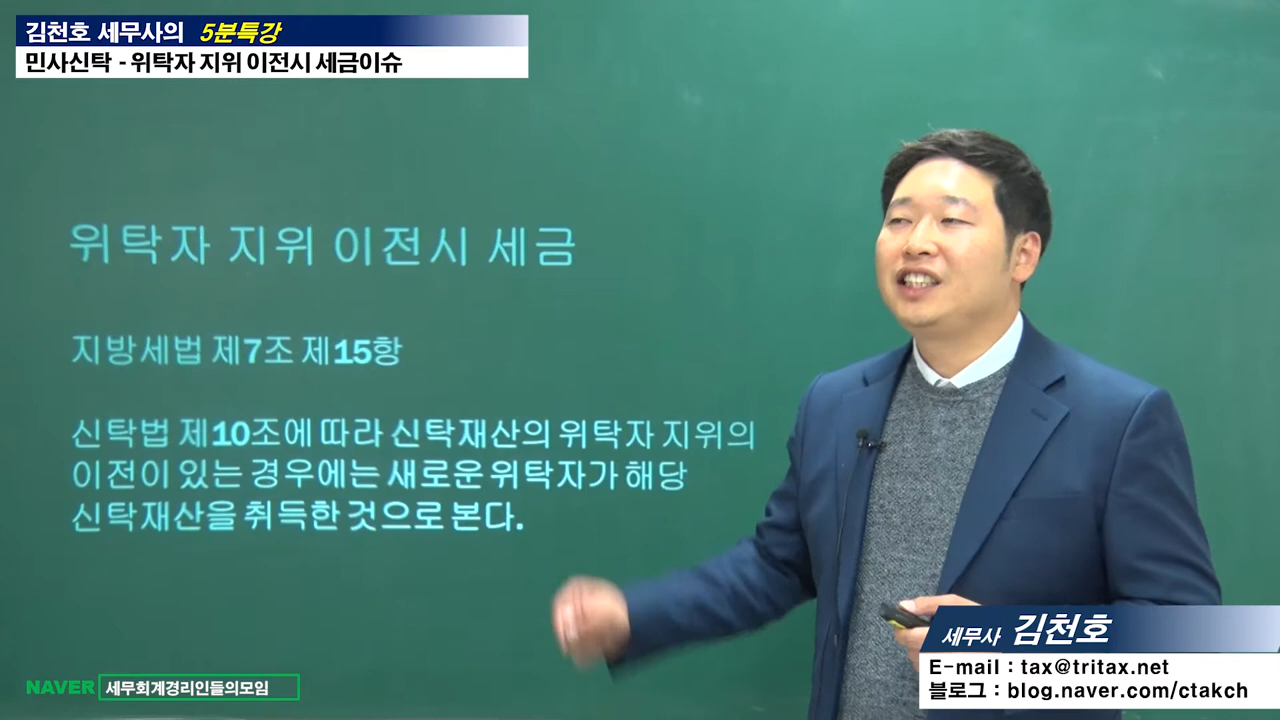 김천호 세무사의 5분특강
민사신탁 - 위탁자 지위 이전시 세금이슈
위탁자 지위 이전시 세금
지방세법 제7조 제15항
신탁법 제10조에 따라 신탁재산의 위탁자 지위의
이전이 있는 경우에는 새로운 위탁자가 해당
신탁재산을 취득한 것으로 본다.
세무사 김천호
E-mail : tax@tritax.net
블로그 : blog.naver.com/ctakch
NAVER 세무회계경리인들의모임